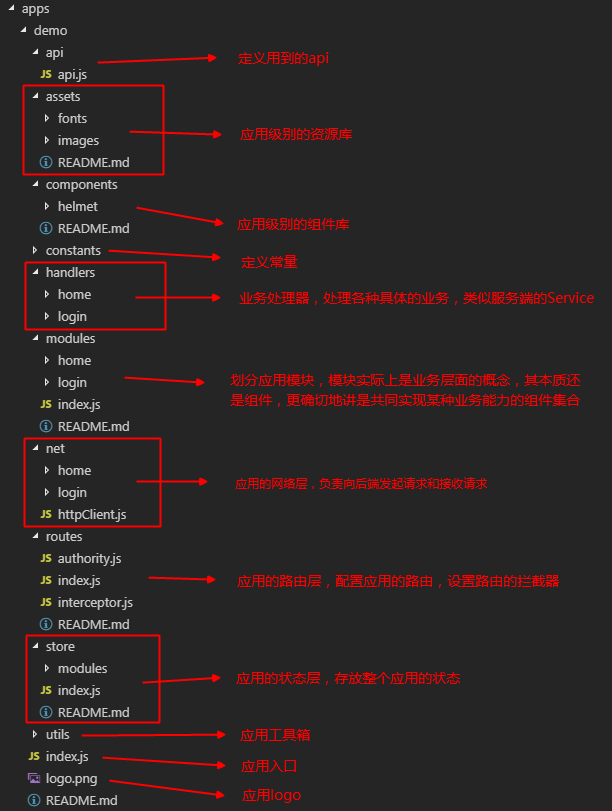 apps
demo
api
定义用到的api
JS api.js
assets
fonts
应用级别的资源库
images
README.md
components
helmet
应用级别的组件库
README.md
constants
定义常量
handlers
home
业务处理器，处理各种具体的业务，类似服务端的Service
login
modules
home
划分应用模块，模块实际上是业务层面的概念，其本质还
login
是组件，更确切地讲是共同实现某种业务能力的组件集合
JS index.js
README.md
net
home
应用的网络层，负责向后端发起请求和接收请求
login
JS httpClient.js
routes
JS authority.js
JS index.js
应用的路由层，配置应用的路由，设置路由的拦截器
JS interceptor.js
README.md
store
modules
应用的状态层，存放整个应用的状态
JS index.js
README.md
utils
应用工具箱
JS index.js
应用入口
logo.png
应用logo
README.md